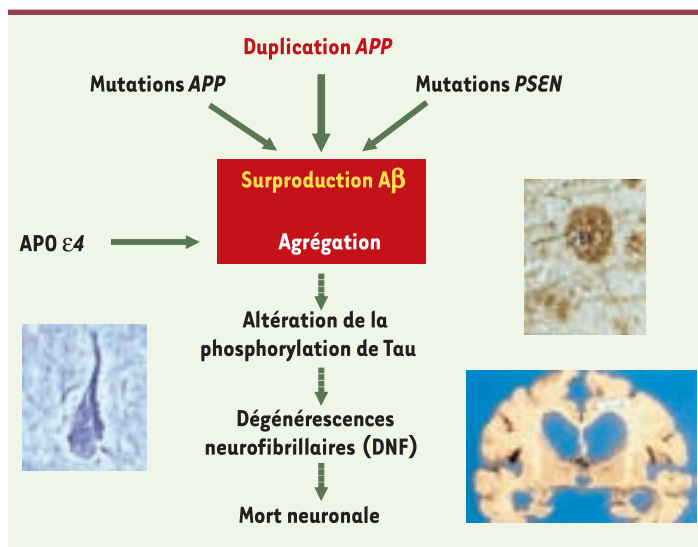 Duplication APP
Mutations APP
Mutations PSEN
Surproduction Aβ
APO ε4
Agrégation
Altération de la
phosphorylation de Tau
Dégénérescences
neurofibrillaires (DNF)
Mort neuronale